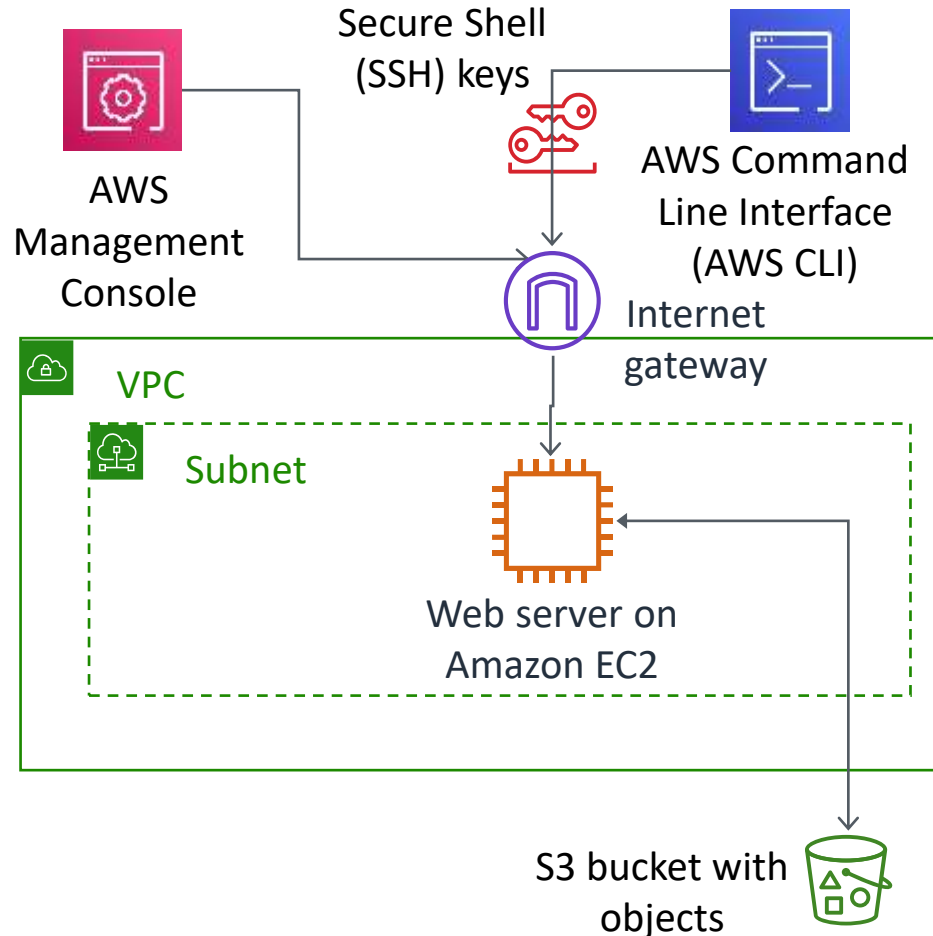 Secure Shell
(SSH) keys
AWS
Management
Console
AWS Command
Line Interface
(AWS CLI)
Internet
gateway
VPC
Subnet
Web server on
Amazon EC2
S3 bucket with
objects